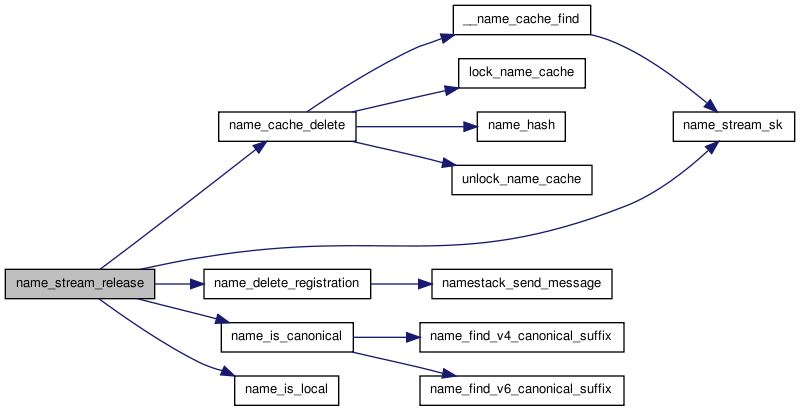 __name_cache_find
lock_name_cache
name_cache_delete
name_hash
name_stream_sk
unlock_name_cache
name_stream_release
name_delete_registration
namestack_send_message
name_is_canonical
name_find_v4_canonical_suffix
name_is_local
name_find_v6_canonical_suffix